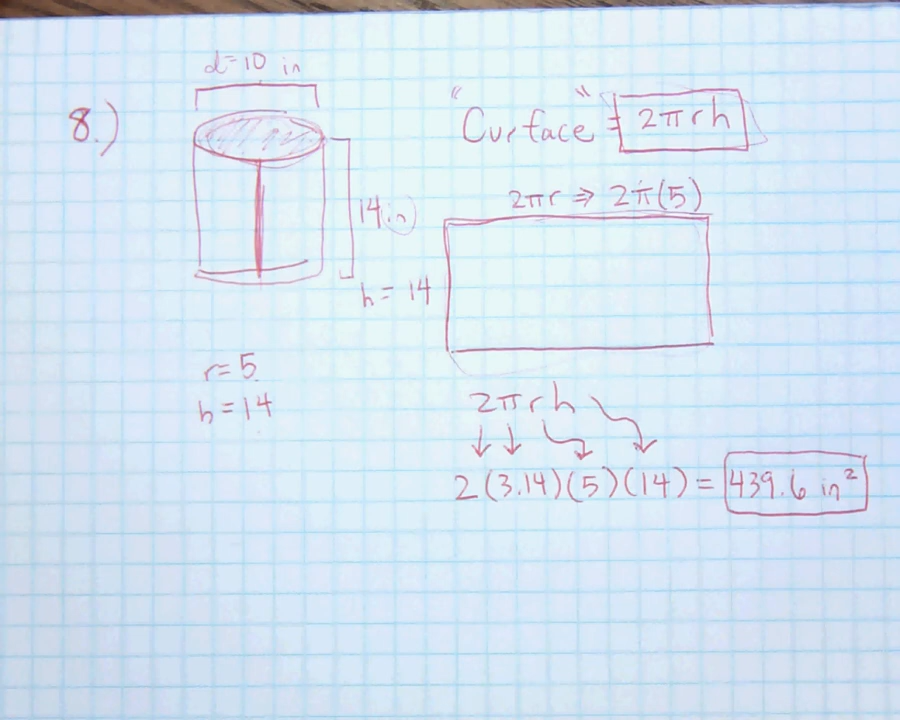 8.)
d=10 in
14 in
r=5
h=14
"Curface" = 2πrh
2πr ⇒ 2π(5)
h = 14
2πrh
2(3.14)(5)(14) = 439.6 in²